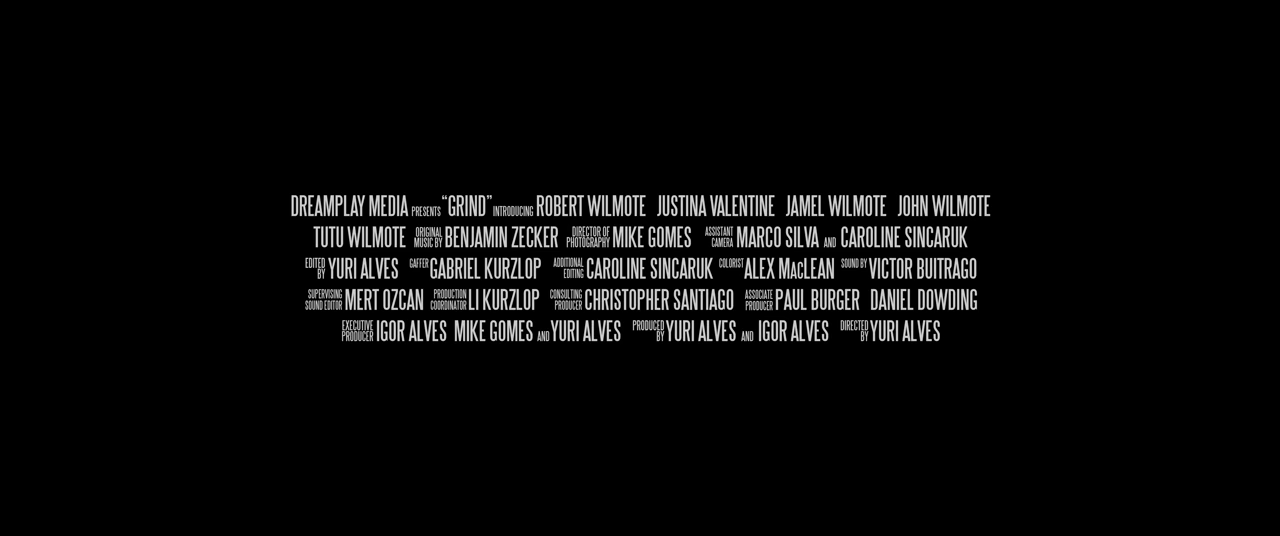 DREAMPLAY MEDIA PRESENTS “GRIND” INTRODUCING ROBERT WILMOTE JUSTINA VALENTINE JAMEL WILMOTE JOHN WILMOTE
TUTU WILMOTE ORIGINAL MUSIC BY BENJAMIN ZECKER DIRECTOR OF PHOTOGRAPHY MIKE GOMES ASSISTANT CAMERA MARCO SILVA AND CAROLINE SINCARUK
EDITED BY YURI ALVES GAFFER GABRIEL KURZLOP ADDITIONAL EDITING CAROLINE SINCARUK COLORIST ALEX MacLEAN SOUND BY VICTOR BUITRAGO
SUPERVISING SOUND EDITOR MERT OZCAN PRODUCTION COORDINATOR LI KURZLOP CONSULTING PRODUCER CHRISTOPHER SANTIAGO ASSOCIATE PRODUCER PAUL BURGER DANIEL DOWDING
EXECUTIVE PRODUCER IGOR ALVES MIKE GOMES AND YURI ALVES PRODUCED BY YURI ALVES AND IGOR ALVES DIRECTED BY YURI ALVES